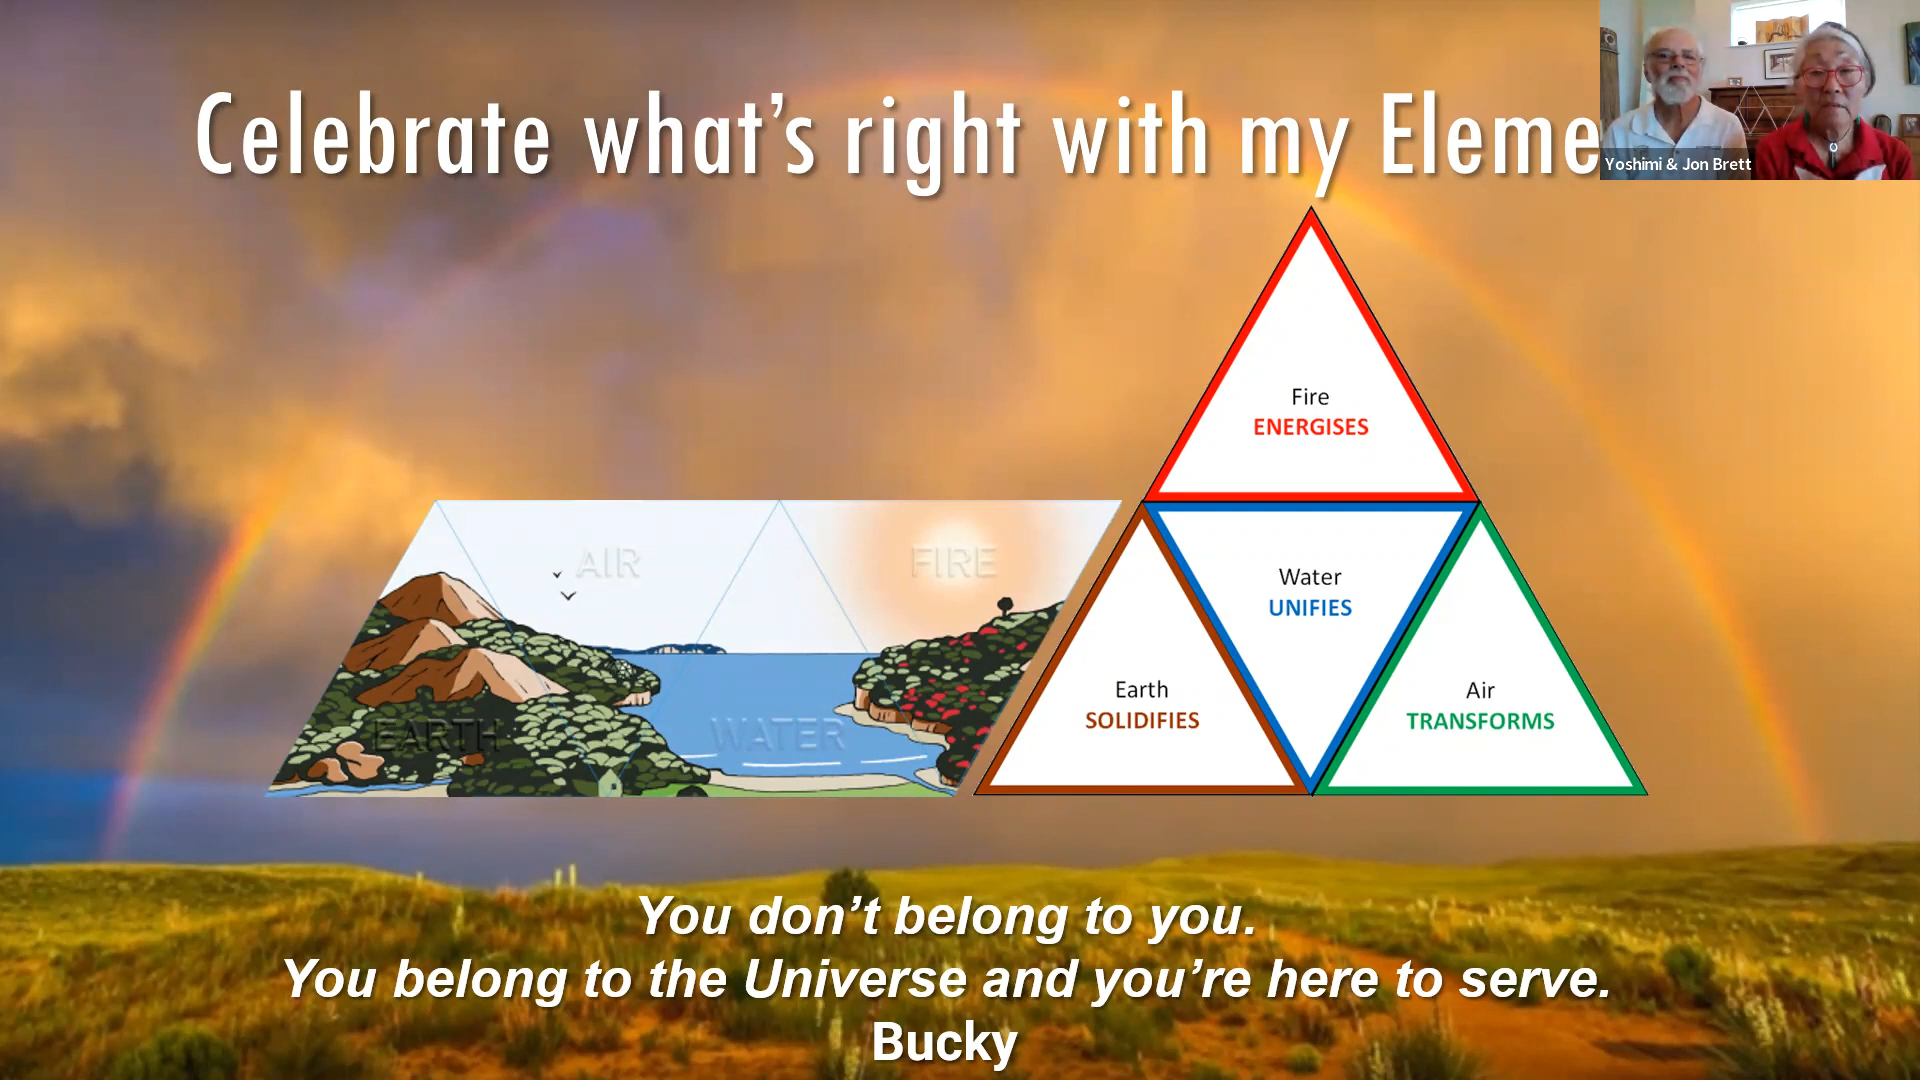 Celebrate what's right with my Eleme
Yoshimi & Jon Brett
Fire
ENERGISES
AIR
FIRE
Water
UNIFIES
Earth
SOLIDIFIES
Air
TRANSFORMS
EARTH
WATER
You don't belong to you.
You belong to the Universe and you're here to serve.
Bucky